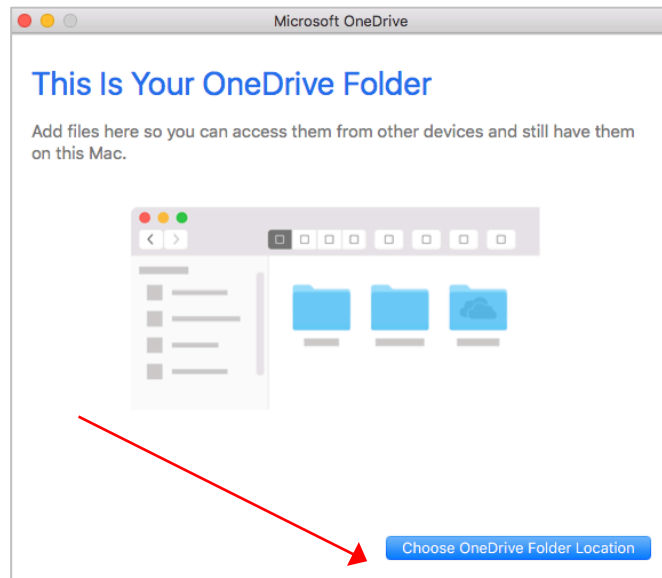 Microsoft OneDrive
This Is Your OneDrive Folder
Add files here so you can access them from other devices and still have them
on this Mac.
Choose OneDrive Folder Location